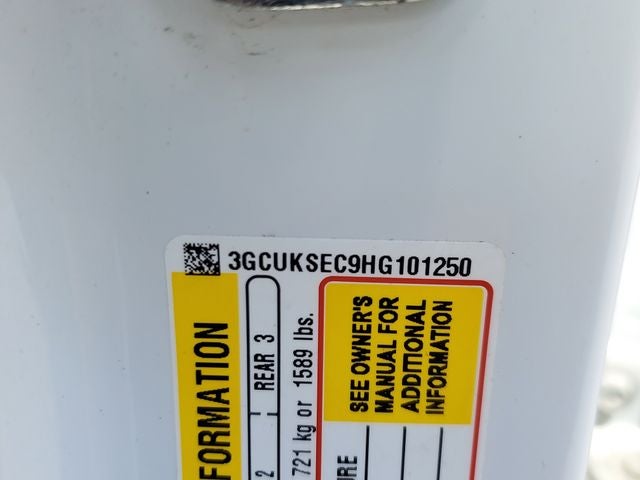 3GCUKSEC9HG101250
SEE OWNER'S
MANUAL FOR
ADDITIONAL
INFORMATION
REAR 3
2
721 kg or 1589 lbs.
FORMATION
URE